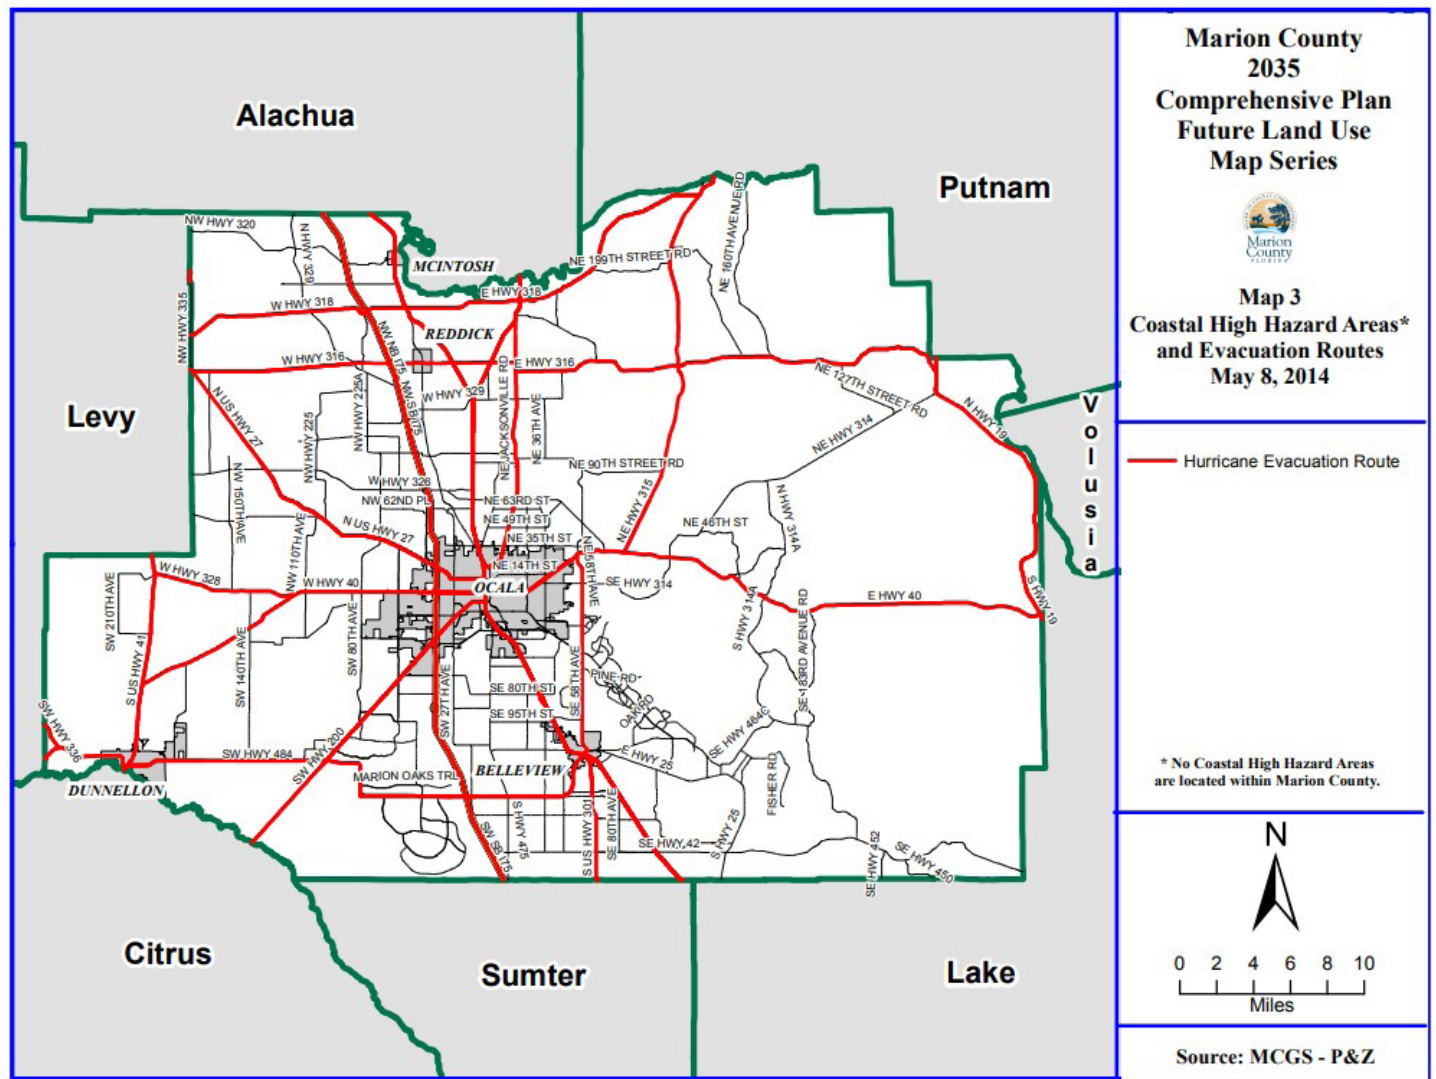 Marion County
2035
Comprehensive Plan
Future Land Use
Map Series
Marion
County
FLORIDA
Map 3
Coastal High Hazard Areas*
and Evacuation Routes
May 8, 2014
Hurricane Evacuation Route
* No Coastal High Hazard Areas
are located within Marion County.
N
0 2 4 6 8 10
Miles
Source: MCGS - P&Z
Alachua
Putnam
Levy
Volusia
Citrus
Sumter
Lake
NW HWY 320
N HWY 329
MCINTOSH
NE 199TH STREET RD
NE 160TH AVENUE RD
E HWY 318
W HWY 318
NW HWY 335
REDDICK
NW NB I75
W HWY 316
E HWY 316
NE 127TH STREET RD
N HWY 19
NW SB I75
W HWY 329
NW HWY 225A
NE JACKSONVILLE RD
NE 36TH AVE
N US HWY 27
NW HWY 225
NE HWY 314
NE 90TH STREET RD
NW 150TH AVE
W HWY 326
NW 62ND PL
NE 63RD ST
NE HWY 315
N HWY 314A
NE 49TH ST
NE 46TH ST
N US HWY 27
NE 35TH ST
NW 110TH AVE
NE 14TH ST
NE 58TH AVE
OCALA
SE HWY 314
W HWY 328
W HWY 40
E HWY 40
S HWY 19
SW 210TH AVE
S HWY 314A
SE 183RD AVENUE RD
SW 80TH AVE
SW 140TH AVE
S US HWY 41
SE 58TH AVE
PINE RD
SW 27TH AVE
SE 80TH ST
OAK RD
SE 95TH ST
SE HWY 464C
SW HWY 336
SW HWY 484
SW HWY 200
E HWY 25
BELLEVIEW
MARION OAKS TRL
FISHER RD
DUNNELLON
S HWY 475
S US HWY 301
SE 80TH AVE
S HWY 25
SW SB I75
SE HWY 42
SE HWY 452
SE HWY 450